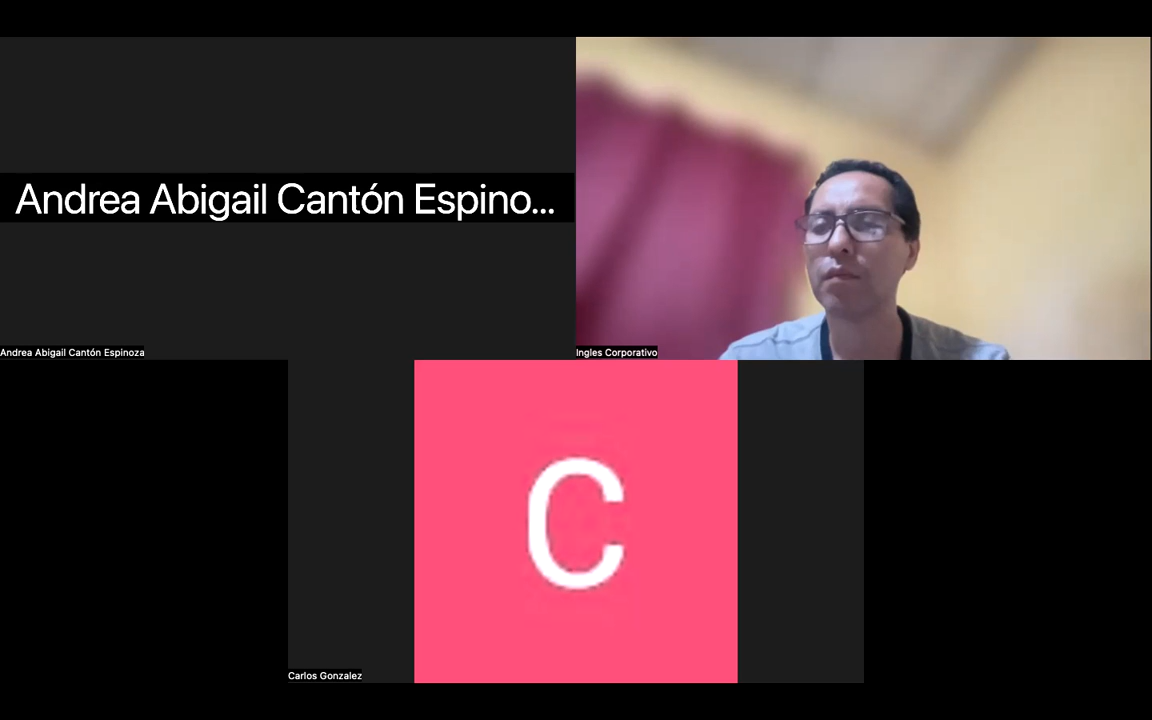 Andrea Abigail Cantón Espino...
Andrea Abigail Cantón Espinoza
Ingles Corporativo
C
Carlos Gonzalez